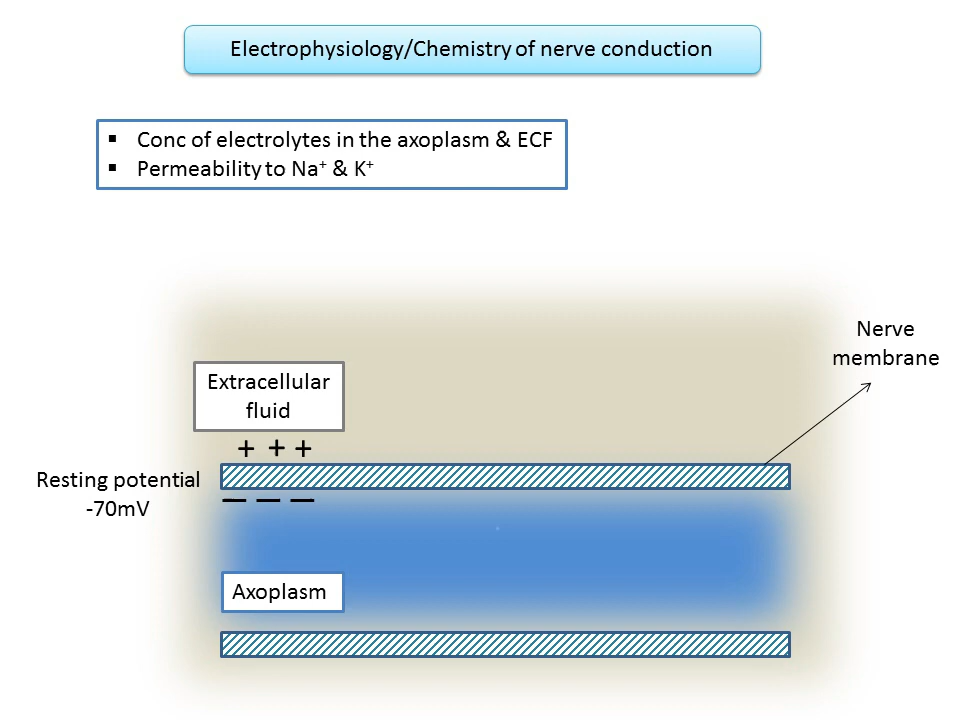 Electrophysiology/Chemistry of nerve conduction
▪ Conc of electrolytes in the axoplasm & ECF
▪ Permeability to Na⁺ & K⁺
Nerve
membrane
Extracellular
fluid
+ + +
Resting potential
-70mV
— — —
Axoplasm